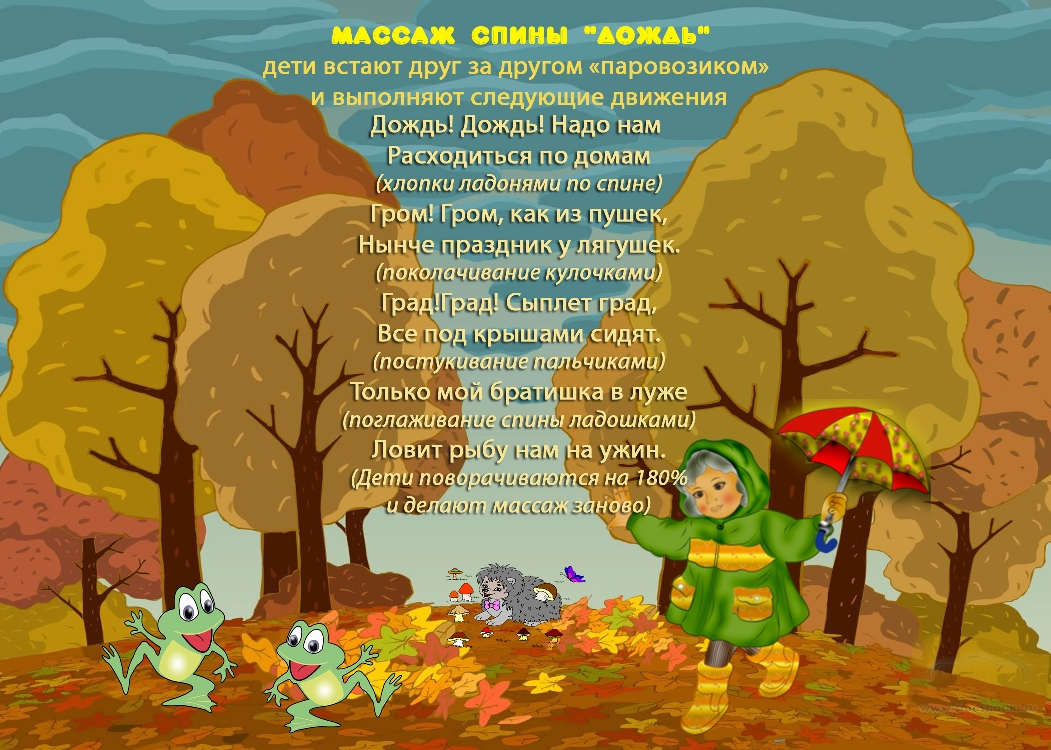 МАССАЖ СПИНЫ "ДОЖДЬ"
дети встают друг за другом «паровозиком»
и выполняют следующие движения
Дождь! Дождь! Надо нам
Расходиться по домам
(хлопки ладонями по спине)
Гром! Гром, как из пушек,
Нынче праздник у лягушек.
(поколачивание кулочками)
Град!Град! Сыплет град,
Все под крышами сидят.
(постукивание пальчиками)
Только мой братишка в луже
(поглаживание спины ладошками)
Ловит рыбу нам на ужин.
(Дети поворачиваются на 180%
и делают массаж заново)